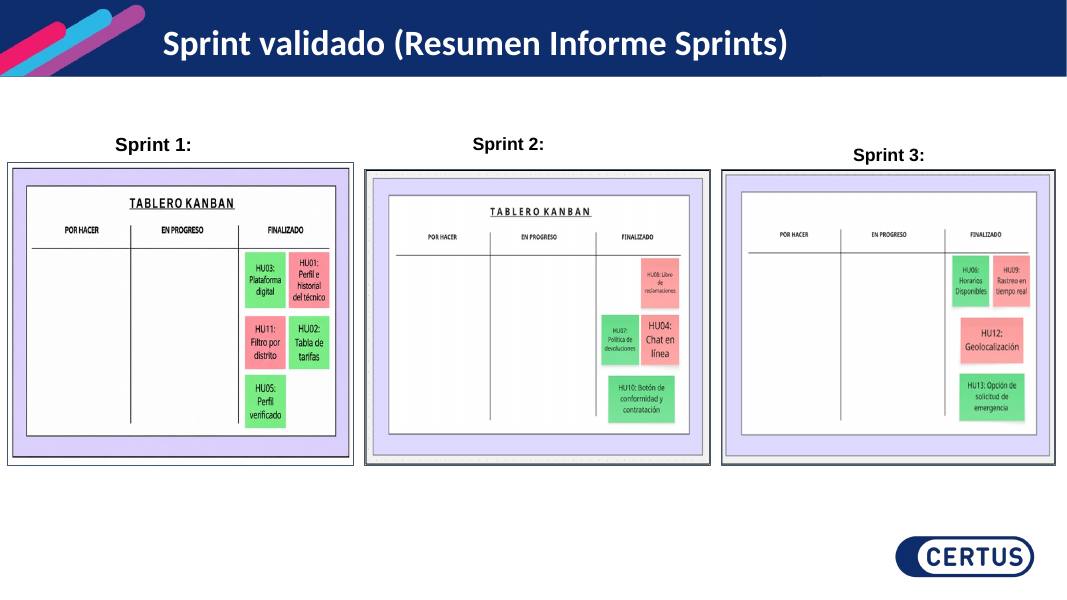 Sprint validado (Resumen Informe Sprints)
Sprint 1:
TABLERO KANBAN
POR HACER
EN PROGRESO
FINALIZADO
HU03:
Plataforma
digital
HU01:
Perfil e
historial
del técnico
HU11:
Filtro por
distrito
HU02:
Tabla de
tarifas
HU05:
Perfil
verificado
Sprint 2:
TABLERO KANBAN
POR HACER
EN PROGRESO
FINALIZADO
HU08: Libro
de
reclamaciones
HU07:
Política de
devoluciones
HU04:
Chat en
línea
HU10: Botón de
conformidad y
contratación
Sprint 3:
POR HACER
EN PROGRESO
FINALIZADO
HU06:
Horarios
Disponibles
HU09:
Rastreo en
tiempo real
HU12:
Geolocalización
HU13: Opción de
solicitud de
emergencia
CERTUS